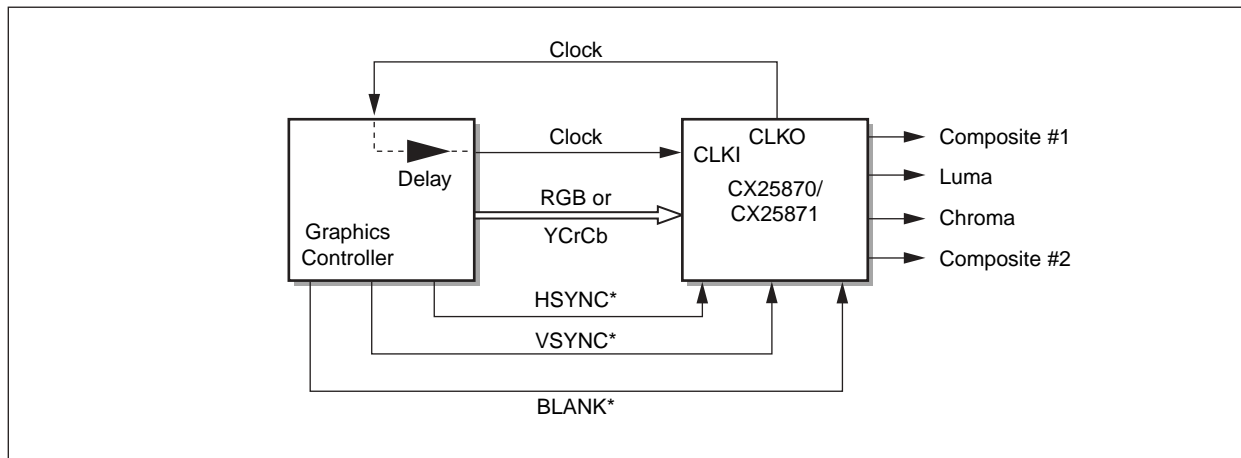 Clock
Clock
CLKO
CLKI
Delay
CX25870/
CX25871
RGB or
YCrCb
Graphics
Controller
Composite #1
Luma
Chroma
Composite #2
HSYNC*
VSYNC*
BLANK*